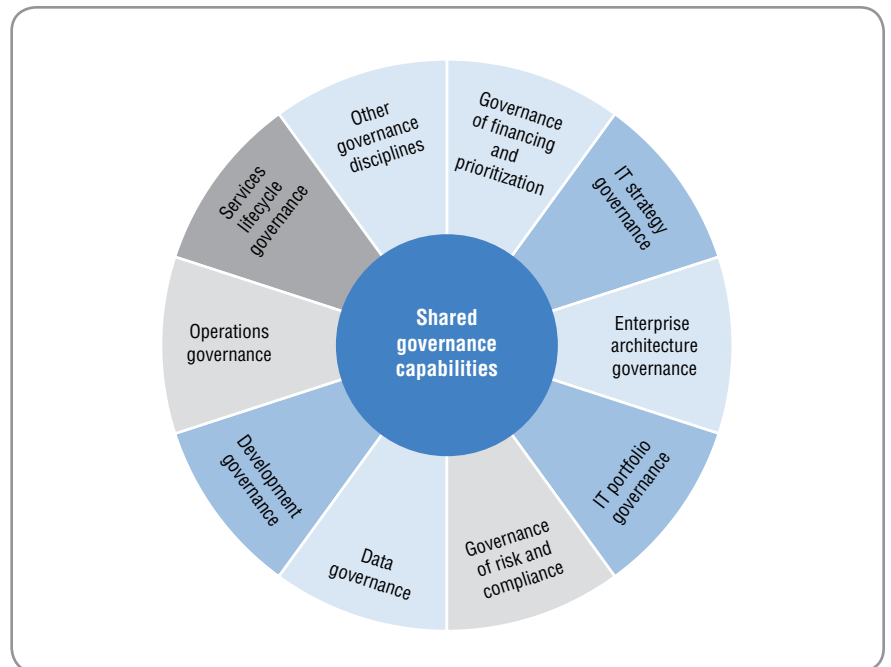 Other
governance
disciplines
Governance
of financing
and
prioritization
IT strategy
governance
Enterprise
architecture
governance
IT portfolio
governance
Governance
of risk and
compliance
Data
governance
Development
governance
Operations
governance
Services
lifecycle
governance
Shared
governance
capabilities